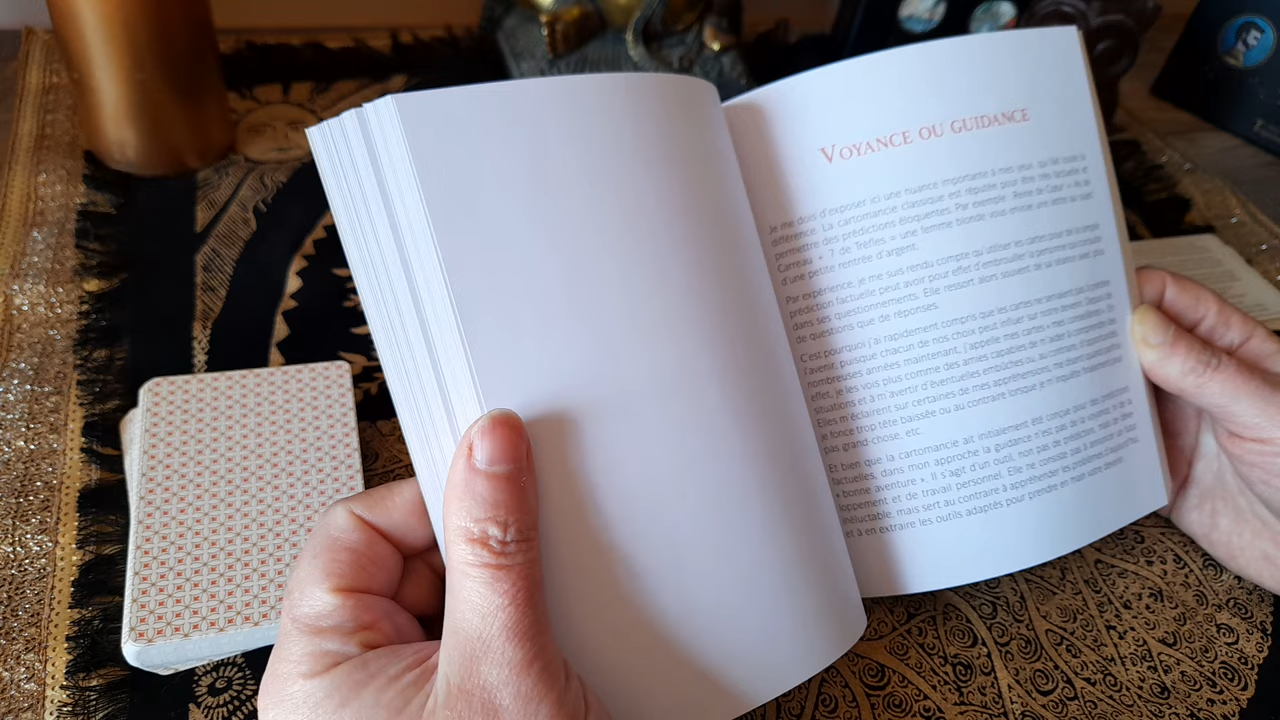 VOYANCE OU GUIDANCE
Je me dois d'exposer ici une nuance importante à mes yeux, qui fait toute la
différence. La cartomancie classique est réputée pour être très factuelle et
permettre des prédictions éloquentes. Par exemple : Reine de Cœur + As de
Carreau + 7 de Trèfles = une femme blonde vous envoie une lettre au sujet
d'une petite rentrée d'argent.
Par expérience, je me suis rendu compte qu'utiliser les cartes pour de la simple
prédiction factuelle peut avoir pour effet d'embrouiller la personne qui consulte
dans ses questionnements. Elle ressort alors souvent de sa séance avec plus
de questions que de réponses.
C'est pourquoi j'ai rapidement compris que les cartes ne servaient pas à prédire
l'avenir, puisque chacun de nos choix peut influer sur notre devenir. Depuis de
nombreuses années maintenant, j'appelle mes cartes « mes conseillères ». En
effet, je les vois plus comme des amies capables de m'aider à comprendre des
situations et à m'avertir d'éventuelles embûches ou, au contraire, d'opportunités.
Elles m'éclairent sur certaines de mes appréhensions, me montrent quand
je fonce trop tête baissée ou au contraire lorsque je m'inquiète finalement pour
pas grand-chose, etc.
Et bien que la cartomancie ait initialement été conçue pour des prédictions
factuelles, dans mon approche la guidance n'est pas de la voyance, ni de la
« bonne aventure ». Il s'agit d'un outil, non pas de prédiction, mais de déve-
loppement et de travail personnel. Elle ne consiste pas à annoncer un futur
inéluctable, mais sert au contraire à appréhender les problèmes d'aujourd'hui
et à en extraire les outils adaptés pour prendre en main votre devenir.